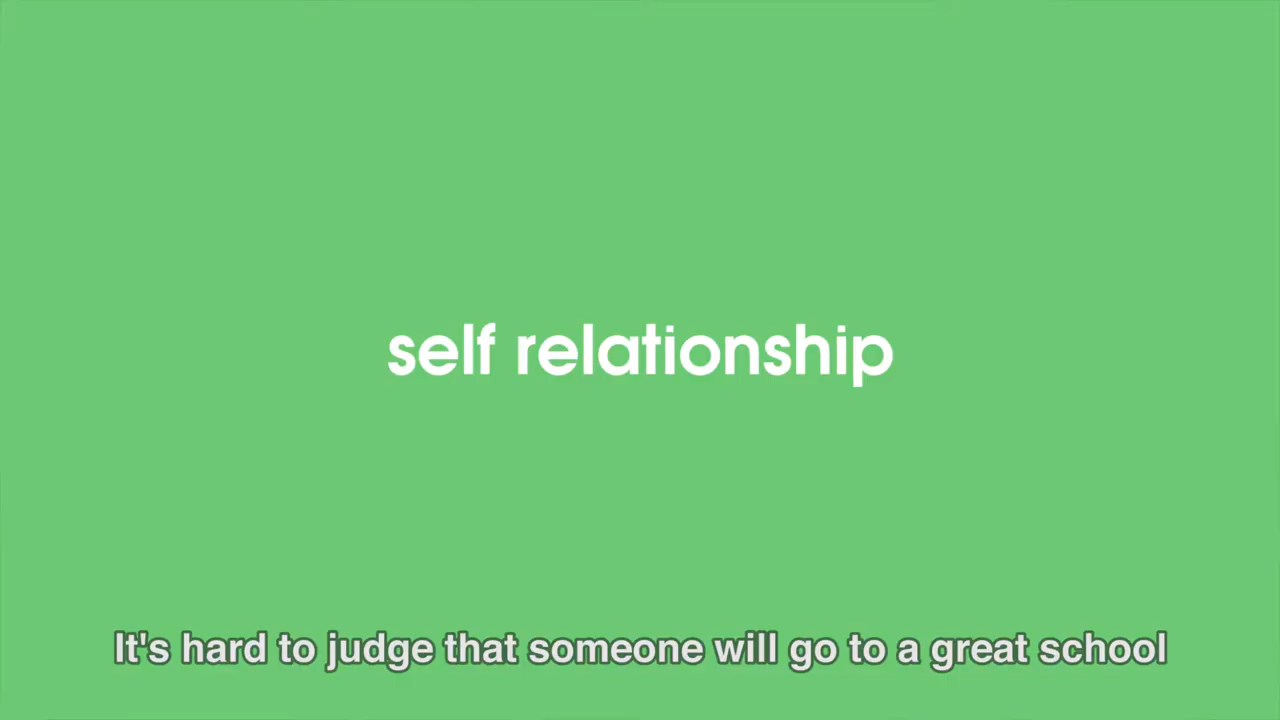 self relationship
It's hard to judge that someone will go to a great school